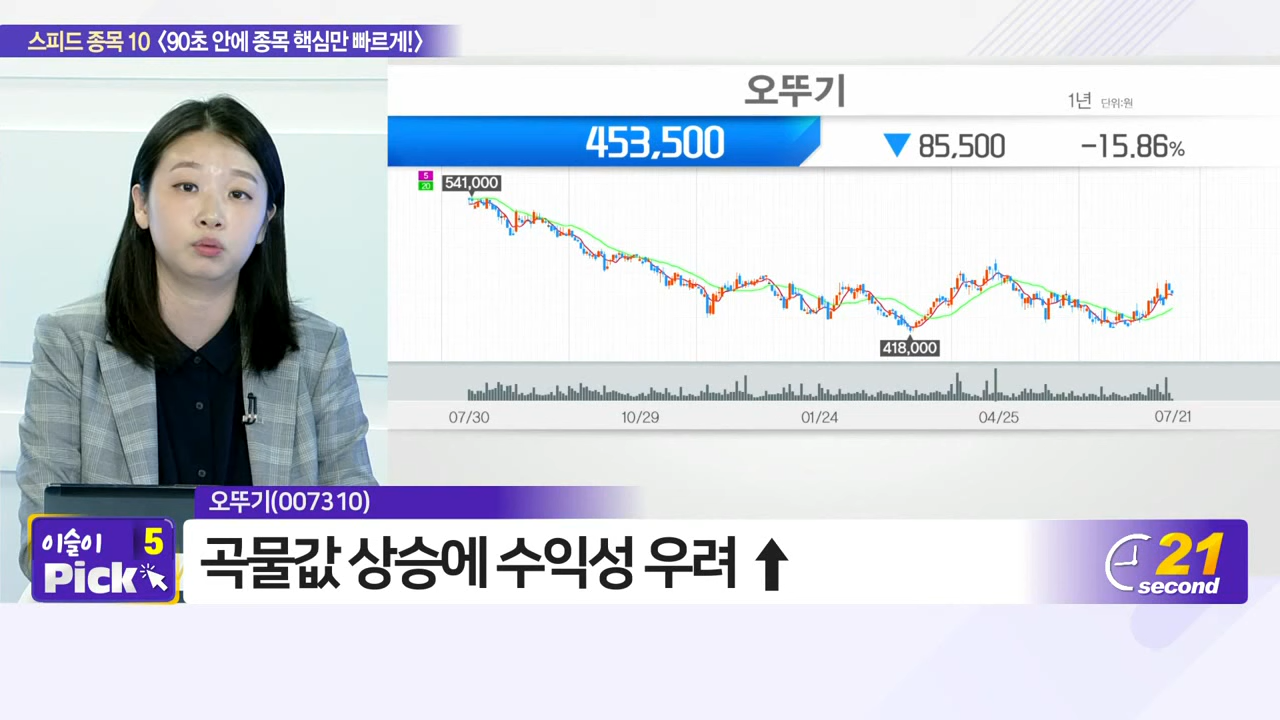 스피드 종목 10 <90초 안에 종목 핵심만 빠르게!>
오뚜기
1년 단위:원
453,500 ▼ 85,500 -15.86%
5
20
541,000
418,000
07/30 10/29 01/24 04/25 07/21
오뚜기(007310)
이슬이 5
Pick
곡물값 상승에 수익성 우려 ↑
21
second